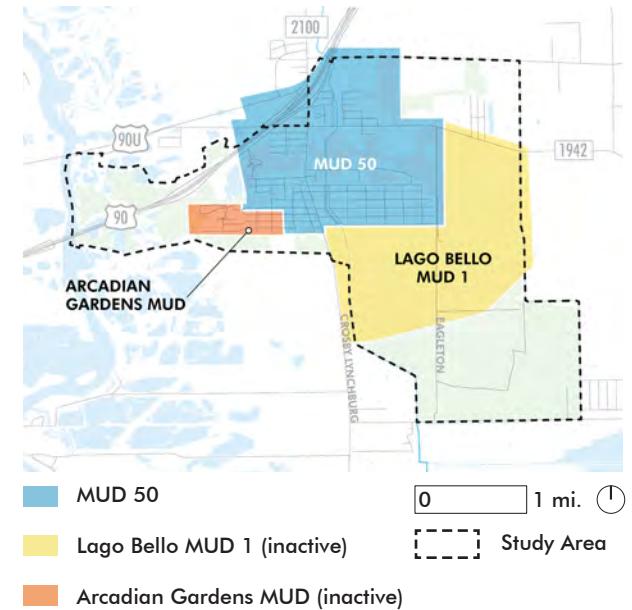 2100
90U
MUD 50
1942
90
ARCADIAN
GARDENS MUD
LAGO BELLO
MUD 1
CROSBY LYNCHBURG
EAGLETON
MUD 50
0 1 mi.
Lago Bello MUD 1 (inactive)
Study Area
Arcadian Gardens MUD (inactive)